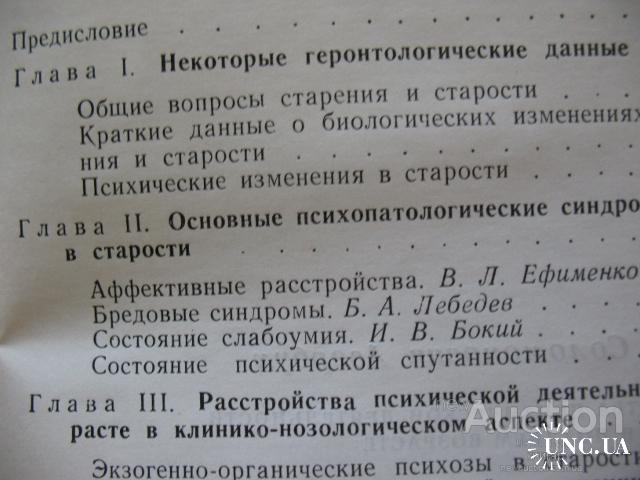 Предисловие . . . . . . . . . . .
Глава I. Некоторые геронтологические данные
Общие вопросы старения и старости . . .
Краткие данные о биологических изменениях
ния и старости . . . . . . . . .
Психические изменения в старости . . . .
Глава II. Основные психопатологические синдро
в старости . . . . . . . . . . .
Аффективные расстройства. В. Л. Ефименко
Бредовые синдромы. Б. А. Лебедев . . . .
Состояние слабоумия. И. В. Бокий . . . .
Состояние психической спутанности . . .
Глава III. Расстройства психической деятельн
расте в клинико-нозологическом аспекте . .
Экзогенно-органические психозы в старости
Auction
UNC.UA